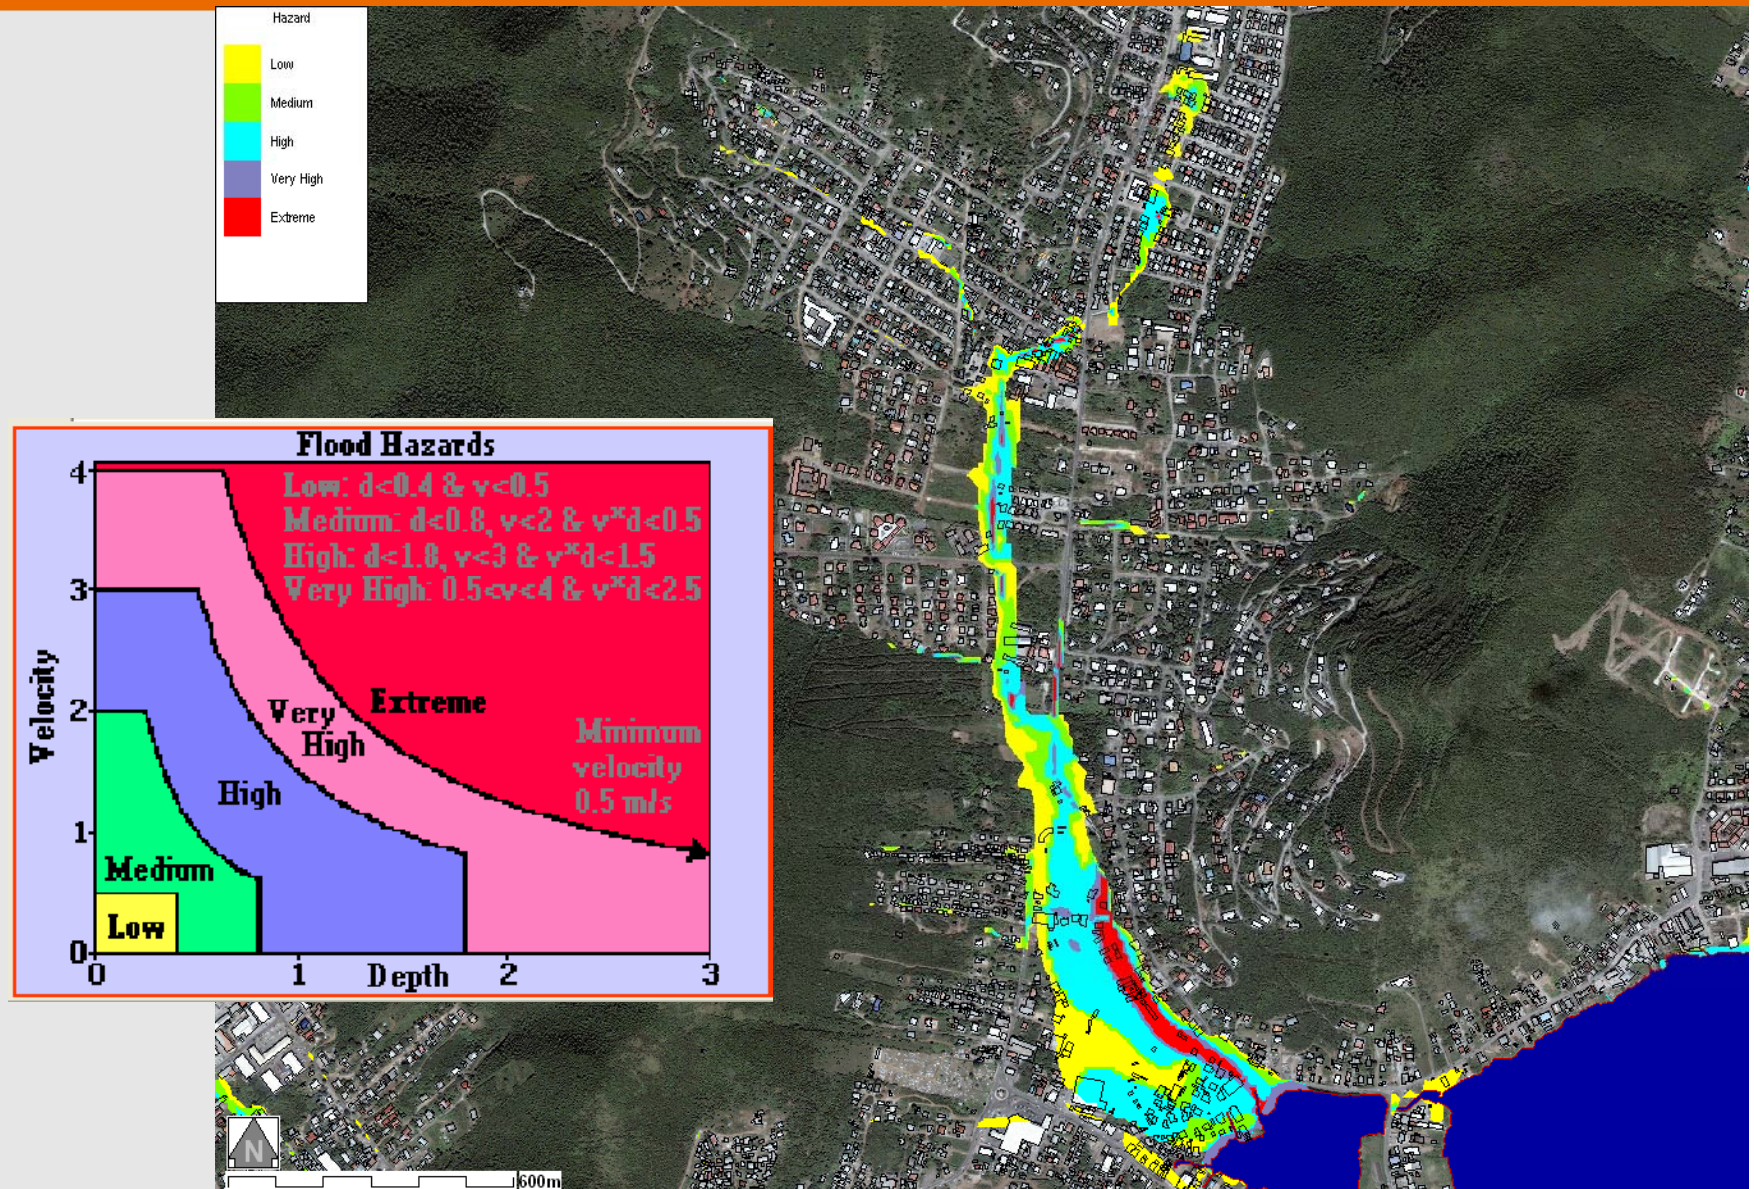 Hazard
Low
Medium
High
Very High
Extreme
Flood Hazards
4
3
2
1
0
Velocity
Low: d<0.4 & v<0.5
Medium: d<0.8, v<2 & v*d<0.5
High: d<1.8, v<3 & v*d<1.5
Very High: 0.5<v<4 & v*d<2.5
Extreme
Very
High
High
Medium
Low
Minimum
velocity
0.5 m/s
0
1
Depth
2
3
N
600m